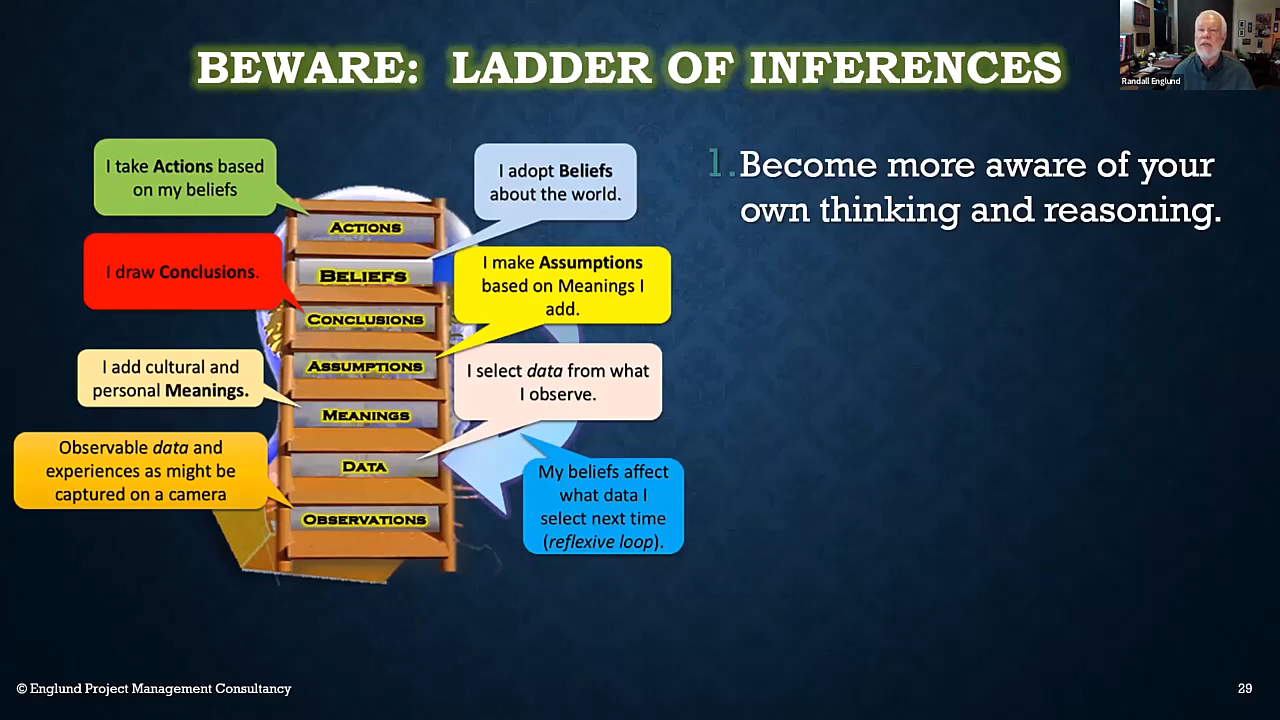 BEWARE: LADDER OF INFERENCES
Randall Englund
I take Actions based
on my beliefs
I adopt Beliefs
about the world.
I draw Conclusions.
I make Assumptions
based on Meanings I
add.
I add cultural and
personal Meanings.
I select data from what
I observe.
Observable data and
experiences as might be
captured on a camera
My beliefs affect
what data I
select next time
(reflexive loop).
ACTIONS
BELIEFS
CONCLUSIONS
ASSUMPTIONS
MEANINGS
DATA
OBSERVATIONS
1. Become more aware of your
own thinking and reasoning.
© Englund Project Management Consultancy
29